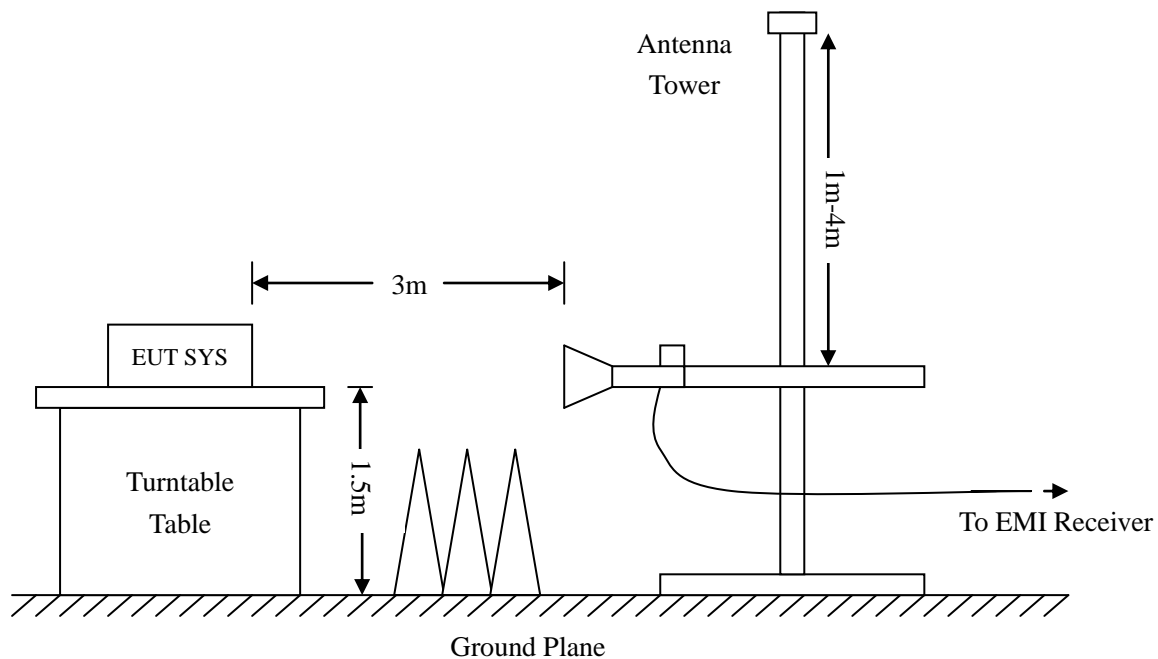 Antenna
Tower
1m-4m
3m
EUT SYS
1.5m
Turntable
Table
To EMI Receiver
Ground Plane